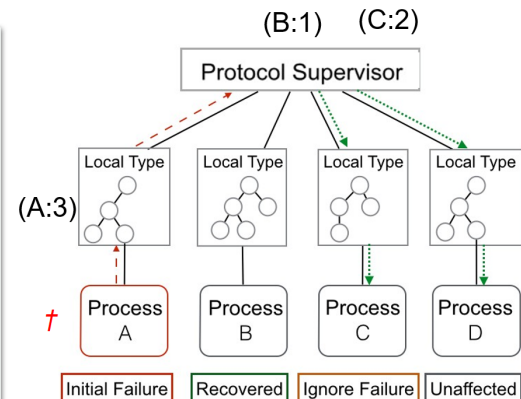 (B:1) (C:2)
Protocol Supervisor
Local Type Local Type Local Type Local Type
(A:3)
† Process Process Process Process
A B C D
Initial Failure Recovered Ignore Failure Unaffected